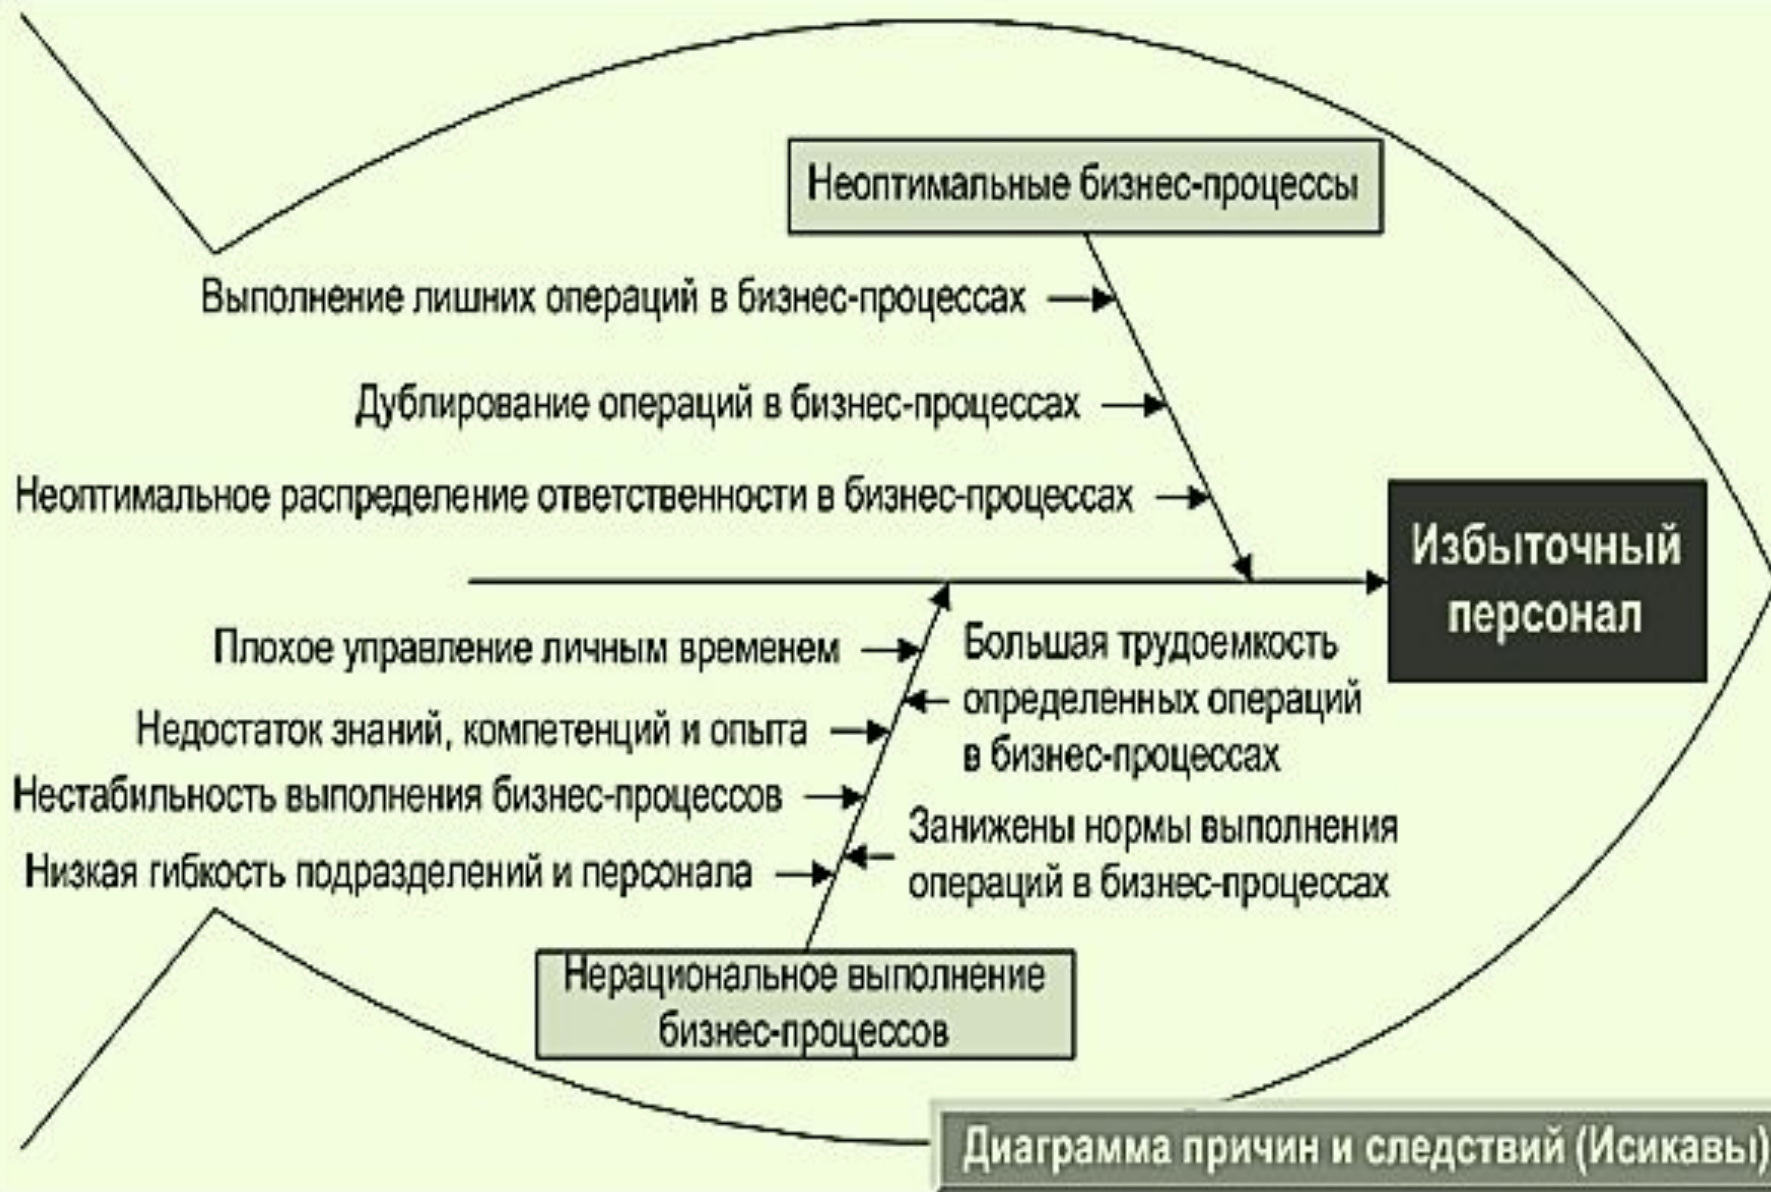 Неоптимальные бизнес-процессы
Выполнение лишних операций в бизнес-процессах
Дублирование операций в бизнес-процессах
Неоптимальное распределение ответственности в бизнес-процессах
Избыточный
персонал
Плохое управление личным временем
Недостаток знаний, компетенций и опыта
Нестабильность выполнения бизнес-процессов
Низкая гибкость подразделений и персонала
Большая трудоемкость
определенных операций
в бизнес-процессах
Занижены нормы выполнения
операций в бизнес-процессах
Нерациональное выполнение
бизнес-процессов
Диаграмма причин и следствий (Исикавы)